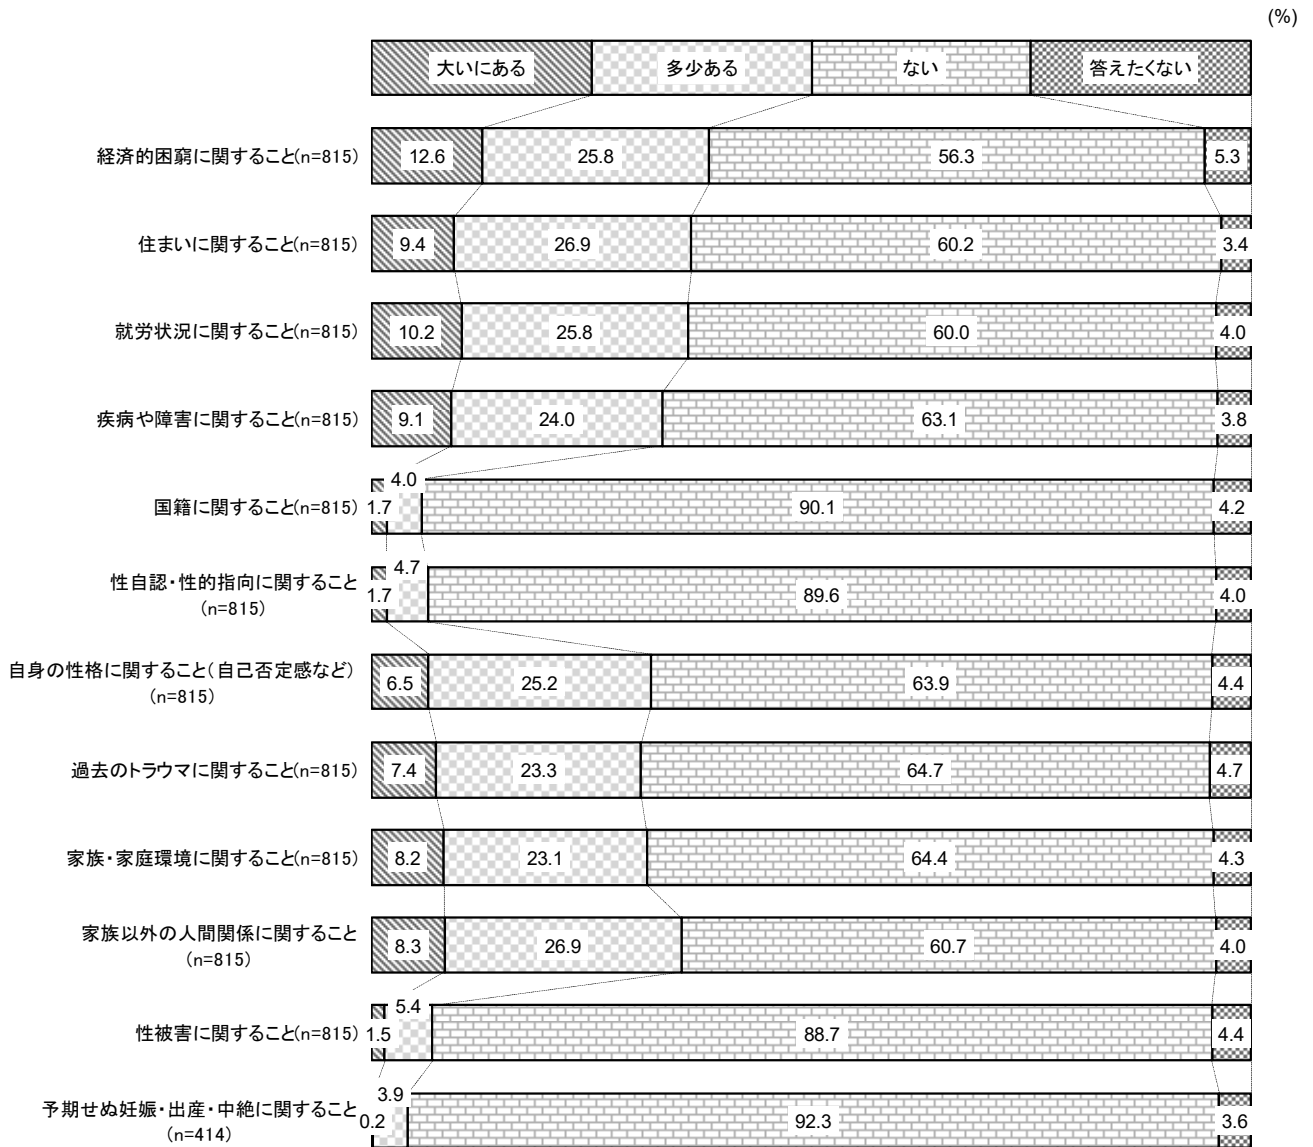 (%)
大いにある 多少ある ない 答えたくない
経済的困窮に関すること(n=815) 12.6 25.8 56.3 5.3
住まいに関すること(n=815) 9.4 26.9 60.2 3.4
就労状況に関すること(n=815) 10.2 25.8 60.0 4.0
疾病や障害に関すること(n=815) 9.1 24.0 63.1 3.8
国籍に関すること(n=815) 1.7 4.0 90.1 4.2
性自認・性的指向に関すること
(n=815) 1.7 4.7 89.6 4.0
自身の性格に関すること(自己否定感など)
(n=815) 6.5 25.2 63.9 4.4
過去のトラウマに関すること(n=815) 7.4 23.3 64.7 4.7
家族・家庭環境に関すること(n=815) 8.2 23.1 64.4 4.3
家族以外の人間関係に関すること
(n=815) 8.3 26.9 60.7 4.0
性被害に関すること(n=815) 1.5 5.4 88.7 4.4
予期せぬ妊娠・出産・中絶に関すること
(n=414) 0.2 3.9 92.3 3.6